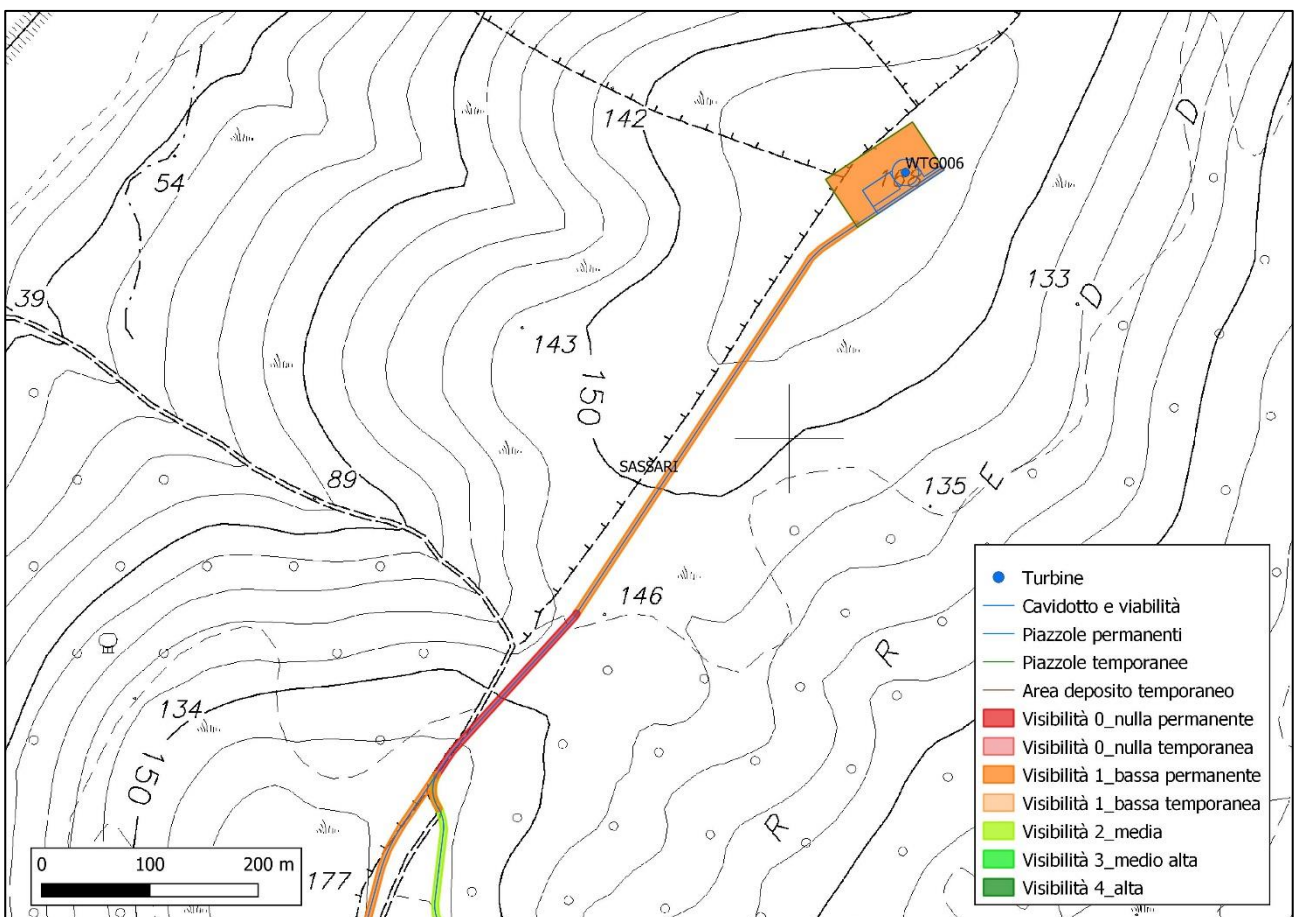 142
WTG006
54
D
39
133
D
143
150
SASSARI
89
135
E
146
R
134
150
R
177
0 100 200 m
Turbine
Cavidotto e viabilità
Piazzole permanenti
Piazzole temporanee
Area deposito temporaneo
Visibilità 0_nulla permanente
Visibilità 0_nulla temporanea
Visibilità 1_bassa permanente
Visibilità 1_bassa temporanea
Visibilità 2_media
Visibilità 3_medio alta
Visibilità 4_alta